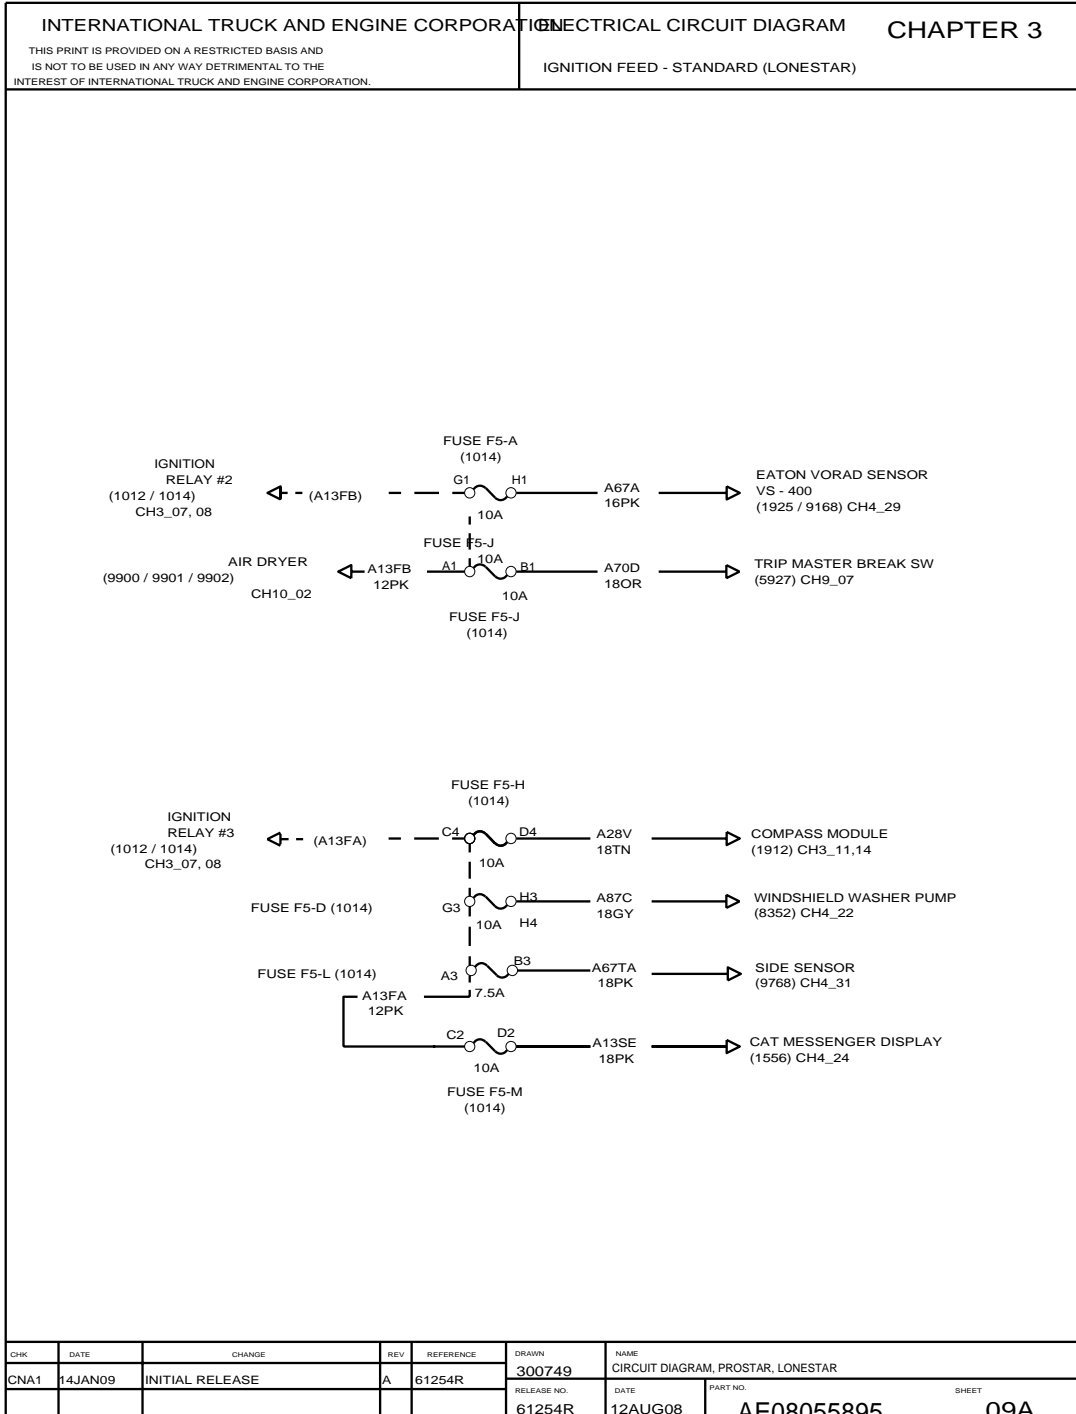 INTERNATIONAL TRUCK AND ENGINE CORPORATION
THIS PRINT IS PROVIDED ON A RESTRICTED BASIS AND
IS NOT TO BE USED IN ANY WAY DETRIMENTAL TO THE
INTEREST OF INTERNATIONAL TRUCK AND ENGINE CORPORATION.
ELECTRICAL CIRCUIT DIAGRAM
IGNITION FEED - STANDARD (LONESTAR)
CHAPTER 3
FUSE F5-A
(1014)
IGNITION
RELAY #2
(1012 / 1014)
CH3_07, 08
(A13FB)
G1
H1
10A
A67A
16PK
EATON VORAD SENSOR
VS - 400
(1925 / 9168) CH4_29
FUSE F5-J
10A
AIR DRYER
(9900 / 9901 / 9902)
CH10_02
A13FB
12PK
A1
B1
10A
A70D
18OR
TRIP MASTER BREAK SW
(5927) CH9_07
FUSE F5-J
(1014)
FUSE F5-H
(1014)
IGNITION
RELAY #3
(1012 / 1014)
CH3_07, 08
(A13FA)
C4
D4
10A
A28V
18TN
COMPASS MODULE
(1912) CH3_11,14
FUSE F5-D (1014)
G3
H3
10A
H4
A87C
18GY
WINDSHIELD WASHER PUMP
(8352) CH4_22
FUSE F5-L (1014)
A3
B3
7.5A
A67TA
18PK
SIDE SENSOR
(9768) CH4_31
A13FA
12PK
C2
D2
10A
A13SE
18PK
CAT MESSENGER DISPLAY
(1556) CH4_24
FUSE F5-M
(1014)
CHK DATE CHANGE REV REFERENCE
CNA1 14JAN09 INITIAL RELEASE A 61254R
DRAWN
300749
NAME
CIRCUIT DIAGRAM, PROSTAR, LONESTAR
RELEASE NO.
61254R
DATE
12AUG08
PART NO.
AE08055895
SHEET
09A